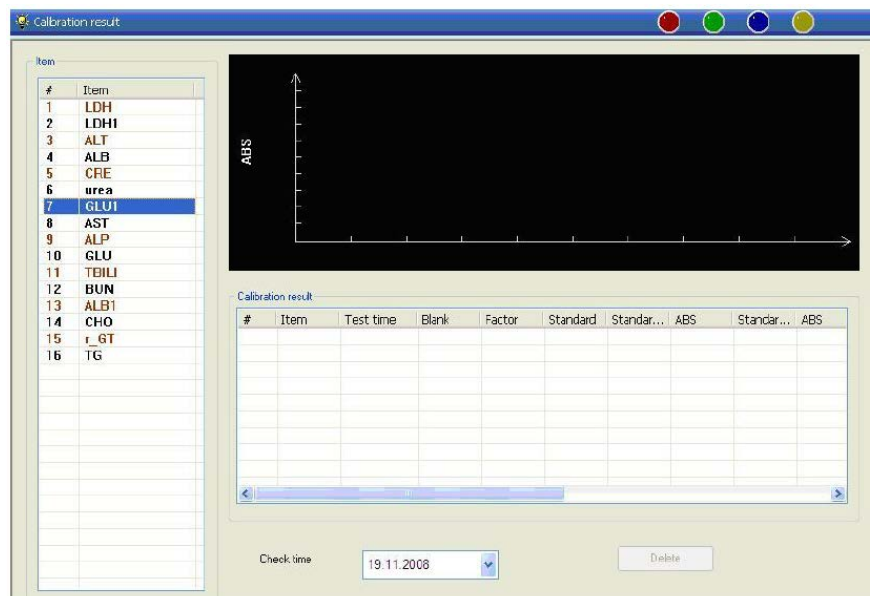 Calbration result
Item
# Item
1 LDH
2 LDH1
3 ALT
4 ALB
5 CRE
6 urea
7 GLU1
8 AST
9 ALP
10 GLU
11 TBILI
12 BUN
13 ALB1
14 CHO
15 r_GT
16 TG
ABS
Calibration result
# Item Test time Blank Factor Standard Standar... ABS Standar... ABS
Check time 19.11.2008 Delete